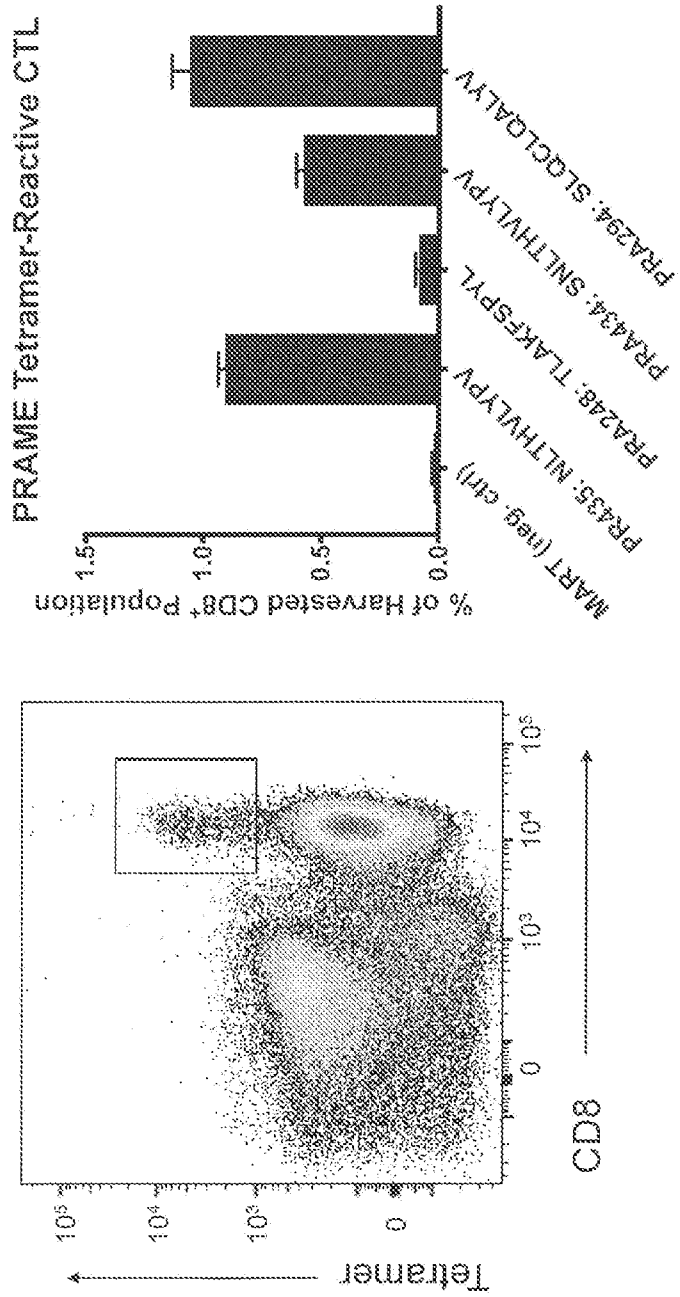 10⁵
10⁴
10³
0
Tetramer
0
10³
10⁴
10⁵
CD8
PRAME Tetramer-Reactive CTL
% of Harvested CD8⁺ Population
1.5
1.0
0.5
0.0
MART (neg. ctrl)
PR435: NLTHVLYPV
PRA248: TLAKFSPYL
PRA434: SNLTHVLYPV
PRA294: SLQCLQALYV